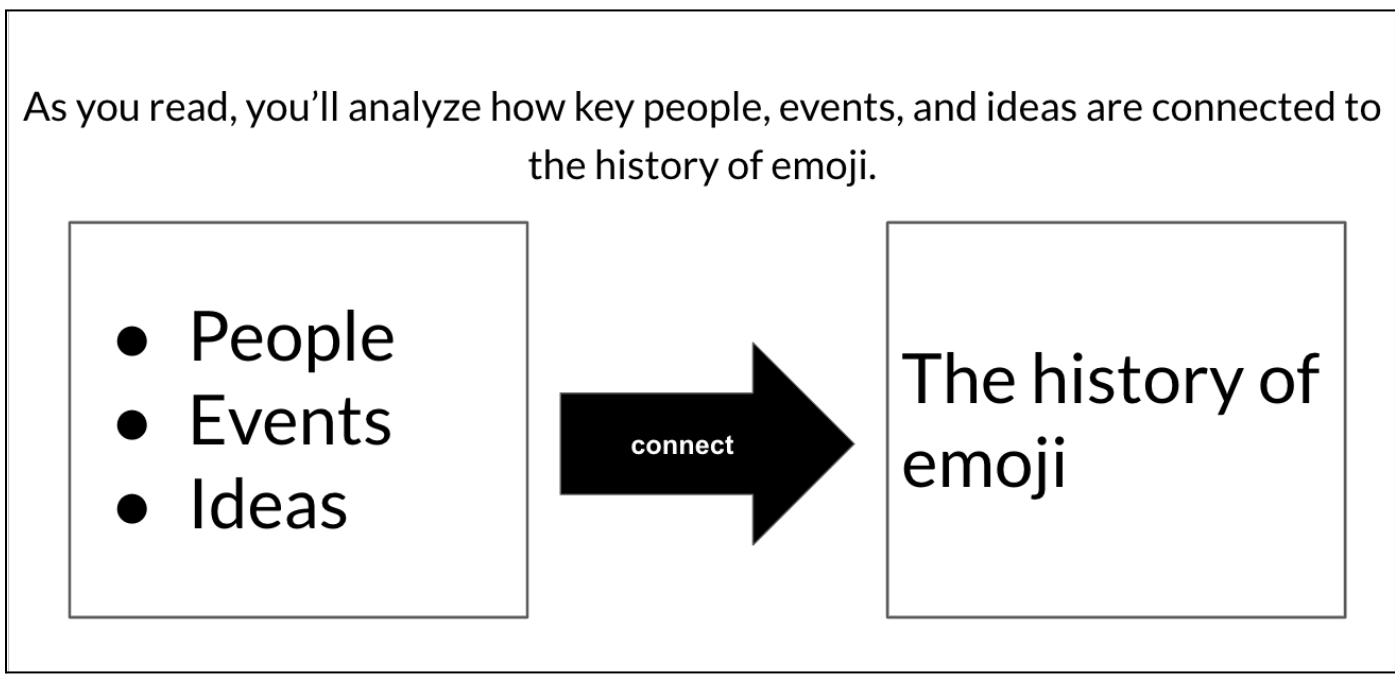 As you read, you’ll analyze how key people, events, and ideas are connected to
the history of emoji.
● People
● Events
● Ideas
connect
The history of
emoji